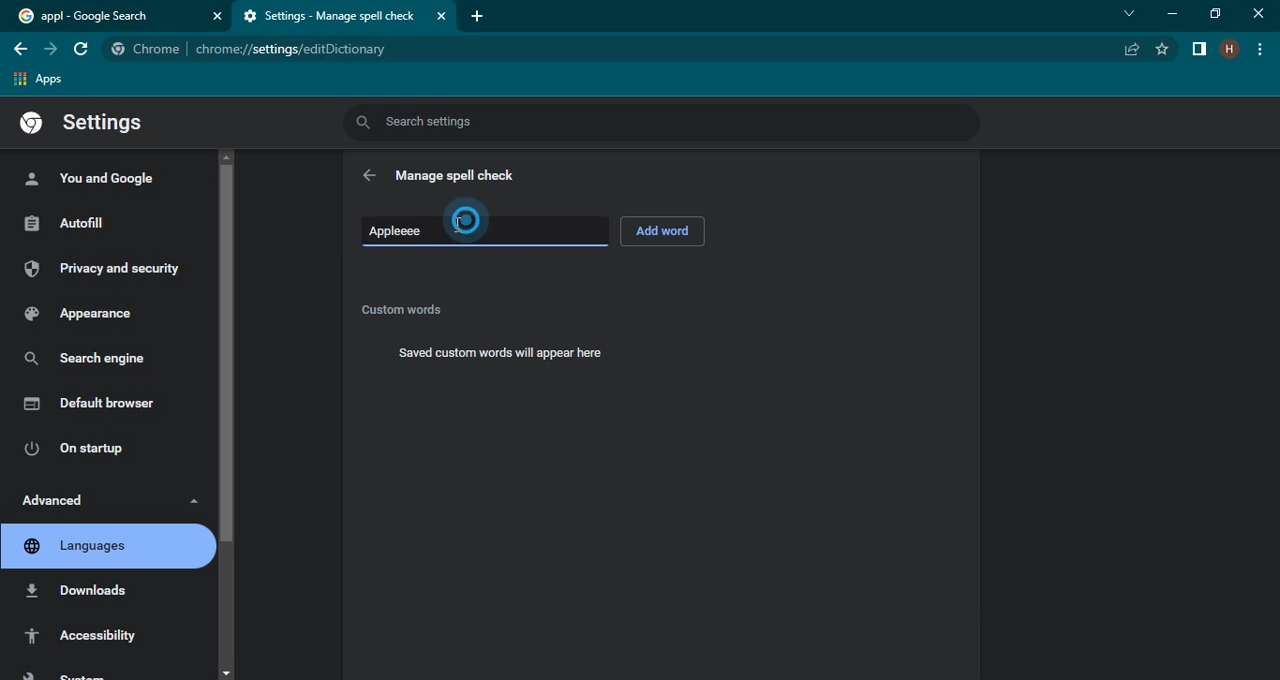 appl - Google Search
Settings - Manage spell check
Chrome | chrome://settings/editDictionary
H
Apps
Settings
Search settings
You and Google
Autofill
Privacy and security
Appearance
Search engine
Default browser
On startup
Advanced
Languages
Downloads
Accessibility
System
Manage spell check
Appleeee
Add word
Custom words
Saved custom words will appear here